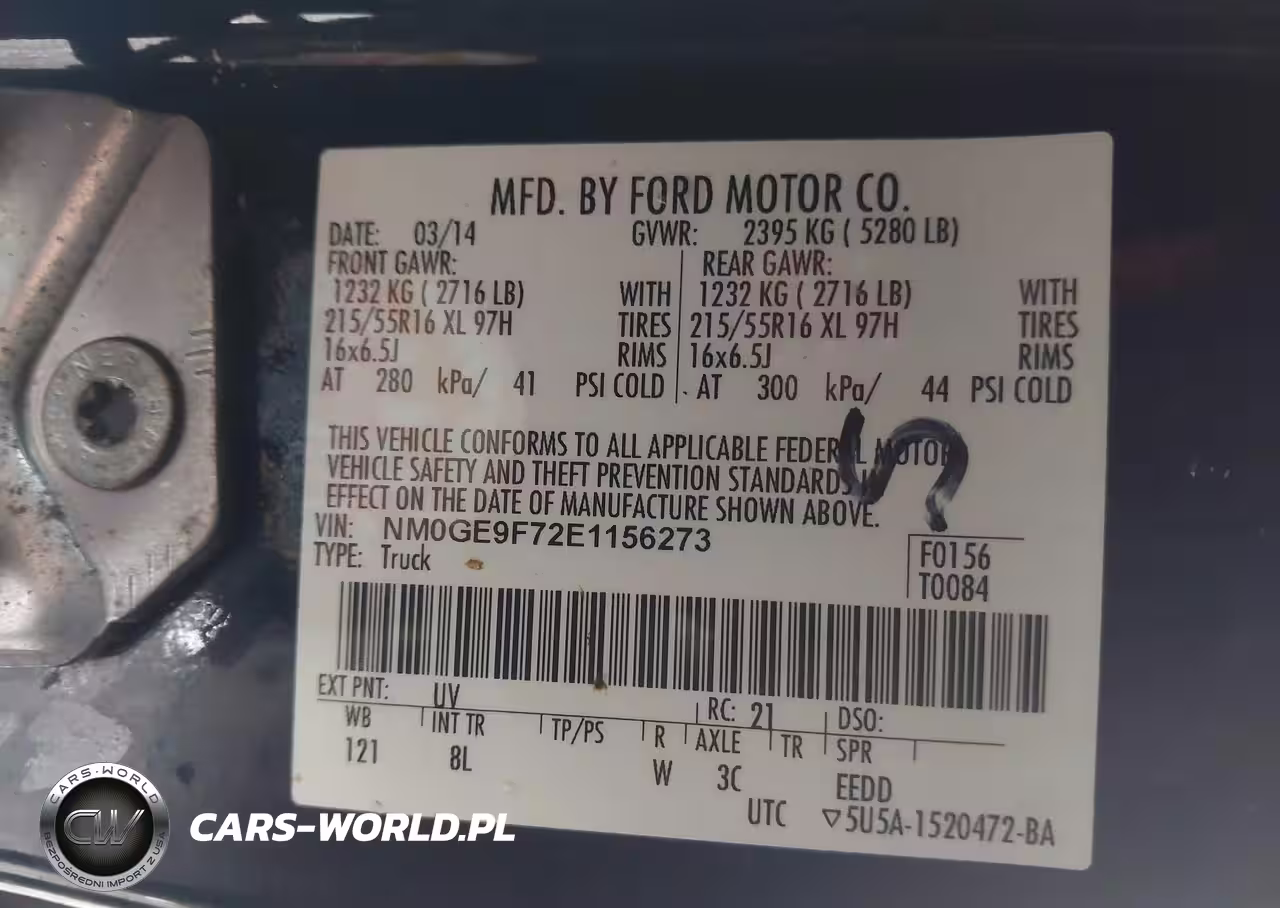 MFD. BY FORD MOTOR CO.
DATE: 03/14 GVWR: 2395 KG ( 5280 LB)
FRONT GAWR: REAR GAWR:
1232 KG ( 2716 LB) WITH 1232 KG ( 2716 LB) WITH
215/55R16 XL 97H TIRES 215/55R16 XL 97H TIRES
16x6.5J RIMS 16x6.5J RIMS
AT 280 kPa/ 41 PSI COLD AT 300 kPa/ 44 PSI COLD
THIS VEHICLE CONFORMS TO ALL APPLICABLE FEDERAL MOTOR
VEHICLE SAFETY AND THEFT PREVENTION STANDARDS IN
EFFECT ON THE DATE OF MANUFACTURE SHOWN ABOVE.
VIN: NM0GE9F72E1156273
TYPE: Truck
F0156
T0084
EXT PNT: UV RC: 21 DSO:
WB INT TR TP/PS R AXLE TR SPR
121 8L W 3C EEDD
UTC ▽5U5A-1520472-BA
CARS-WORLD
CW
BEZPOŚREDNI IMPORT Z USA
CARS-WORLD.PL